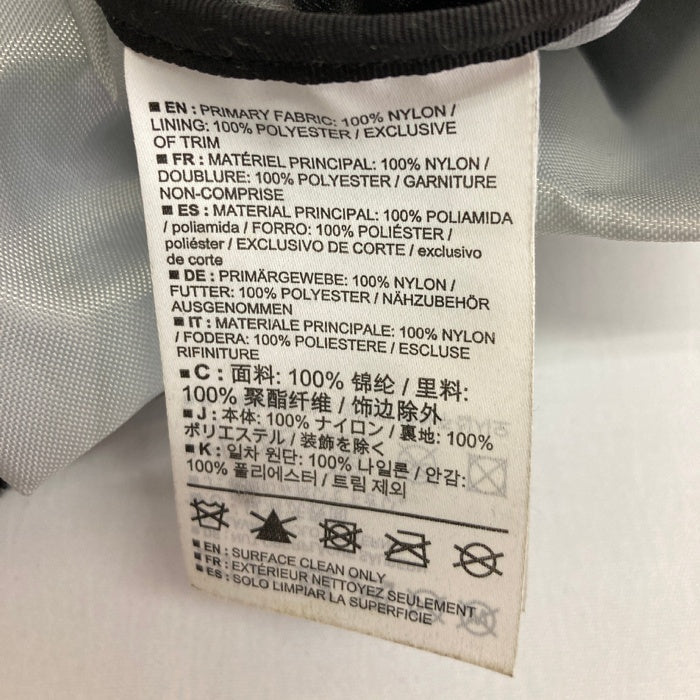 ■ EN : PRIMARY FABRIC: 100% NYLON /
LINING: 100% POLYESTER / EXCLUSIVE
OF TRIM
■ FR : MATÉRIEL PRINCIPAL: 100% NYLON /
DOUBLURE: 100% POLYESTER / GARNITURE
NON-COMPRISE
■ ES : MATERIAL PRINCIPAL: 100% POLIAMIDA
/ poliamida / FORRO: 100% POLIÉSTER /
poliéster / EXCLUSIVO DE CORTE / exclusivo
de corte
■ DE : PRIMÄRGEWEBE: 100% NYLON /
FUTTER: 100% POLYESTER / NÄHZUBEHÖR
AUSGENOMMEN
■ IT : MATERIALE PRINCIPALE: 100% NYLON
/ FODERA: 100% POLIESTERE / ESCLUSE
RIFINITURE
■ C : 面料: 100% 锦纶 / 里料:
100% 聚酯纤维 / 饰边除外
■ J : 本体: 100% ナイロン / 裏地: 100%
ポリエステル / 装飾を除く
■ K : 일차 원단: 100% 나일론 / 안감:
100% 폴리에스터 / 트림 제외
■ EN : SURFACE CLEAN ONLY
■ FR : EXTÉRIEUR NETTOYEZ SEULEMENT
■ ES : SOLO LIMPIAR LA SUPERFICIE